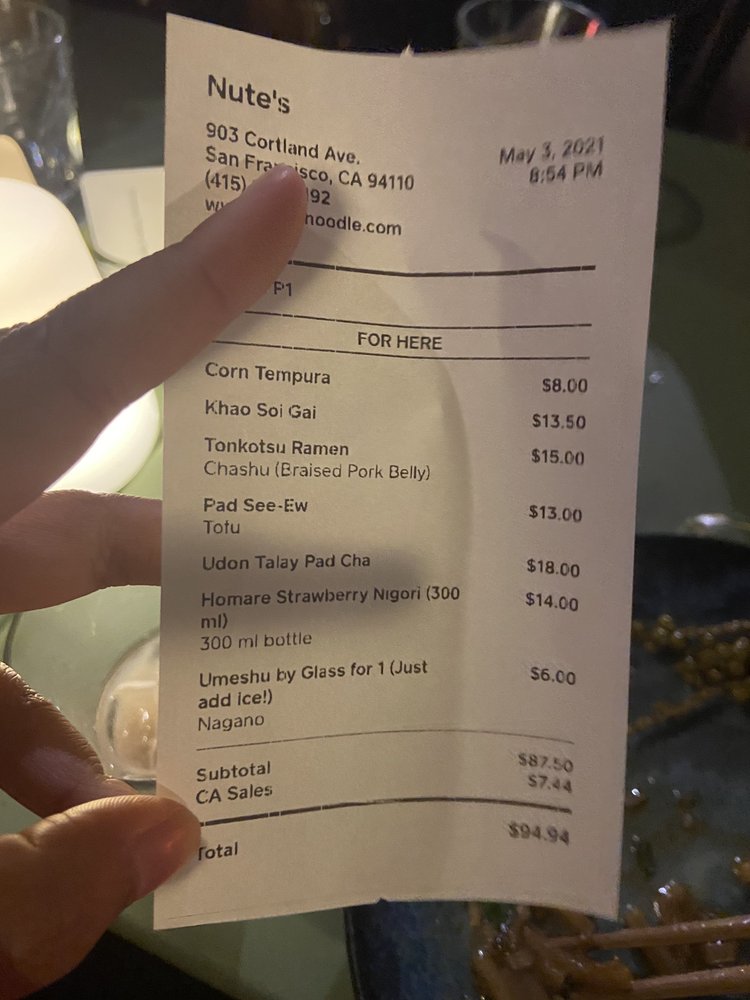 Nute's
903 Cortland Ave.
San Francisco, CA 94110
May 3, 2021
8:54 PM
(415) 192
noodle.com
P1
FOR HERE
Corn Tempura $8.00
Khao Soi Gai $13.50
Tonkotsu Ramen $15.00
Chashu (Braised Pork Belly)
Pad See-Ew $13.00
Tofu
Udon Talay Pad Cha $18.00
Homare Strawberry Nigori (300 $14.00
ml)
300 ml bottle
Umeshu by Glass for 1 (Just $6.00
add ice!)
Nagano
Subtotal $87.50
CA Sales $7.44
Total $94.94